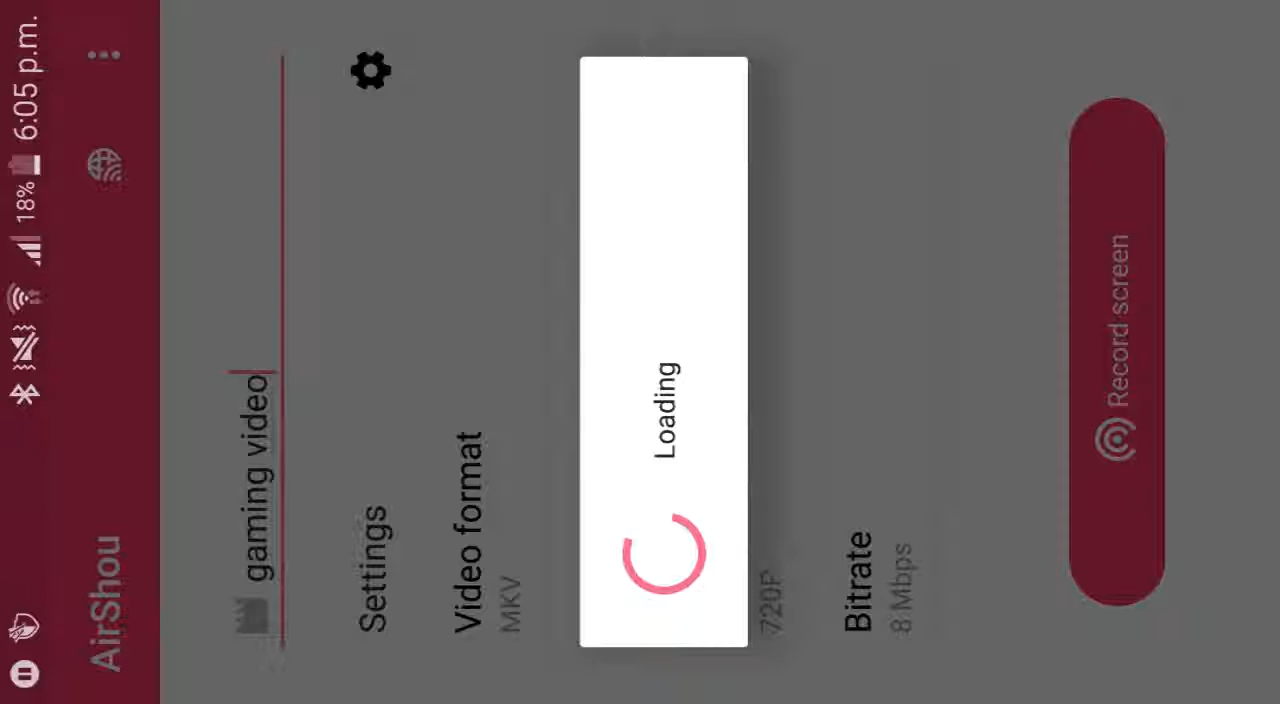 18% 6:05 p.m.
AirShou
gaming video
Settings
Video format
MKV
Loading
720P
Bitrate
8 Mbps
Record screen